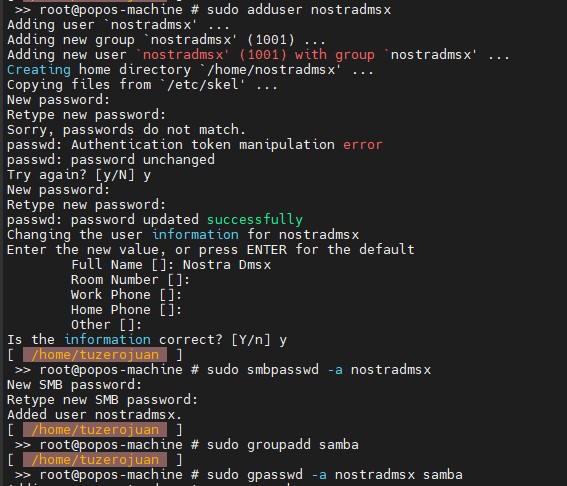 >> root@popos-machine # sudo adduser nostradmsx
Adding user `nostradmsx' ...
Adding new group `nostradmsx' (1001) ...
Adding new user `nostradmsx' (1001) with group `nostradmsx' ...
Creating home directory `/home/nostradmsx' ...
Copying files from `/etc/skel' ...
New password:
Retype new password:
Sorry, passwords do not match.
passwd: Authentication token manipulation error
passwd: password unchanged
Try again? [y/N] y
New password:
Retype new password:
passwd: password updated successfully
Changing the user information for nostradmsx
Enter the new value, or press ENTER for the default
Full Name []: Nostra Dmsx
Room Number []:
Work Phone []:
Home Phone []:
Other []:
Is the information correct? [Y/n] y
[ /home/tuzerojuan ]
>> root@popos-machine # sudo smbpasswd -a nostradmsx
New SMB password:
Retype new SMB password:
Added user nostradmsx.
[ /home/tuzerojuan ]
>> root@popos-machine # sudo groupadd samba
[ /home/tuzerojuan ]
>> root@popos-machine # sudo gpasswd -a nostradmsx samba